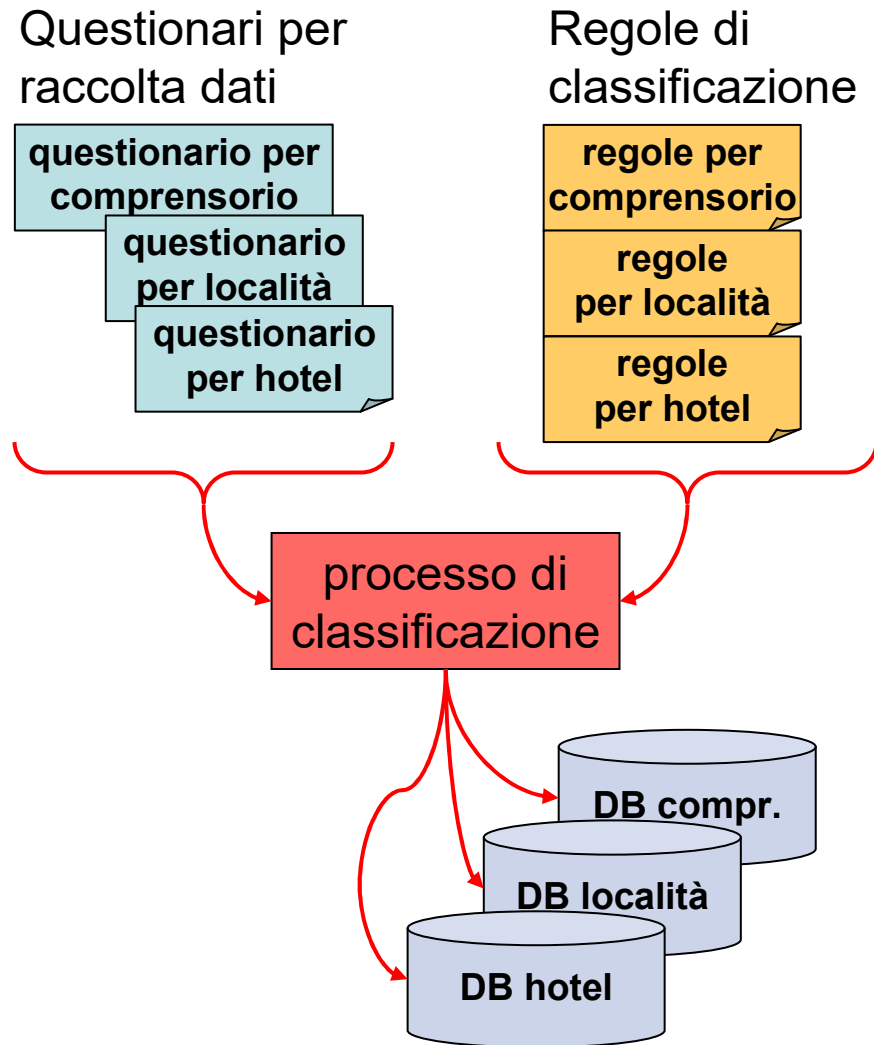 Questionari per
raccolta dati
questionario per
comprensorio
questionario
per località
questionario
per hotel
Regole di
classificazione
regole per
comprensorio
regole
per località
regole
per hotel
processo di
classificazione
DB compr.
DB località
DB hotel